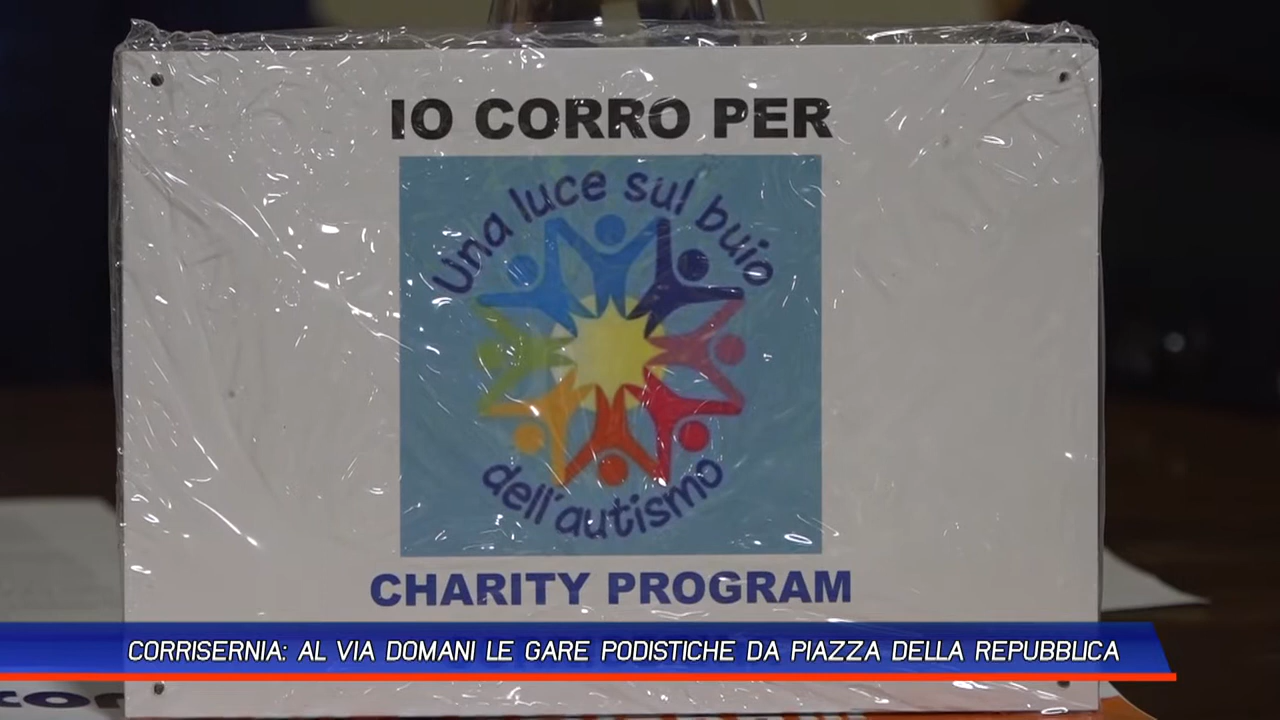 IO CORRO PER
Una luce sul buio
dell'autismo
CHARITY PROGRAM
CORRISERNIA: AL VIA DOMANI LE GARE PODISTICHE DA PIAZZA DELLA REPUBBLICA